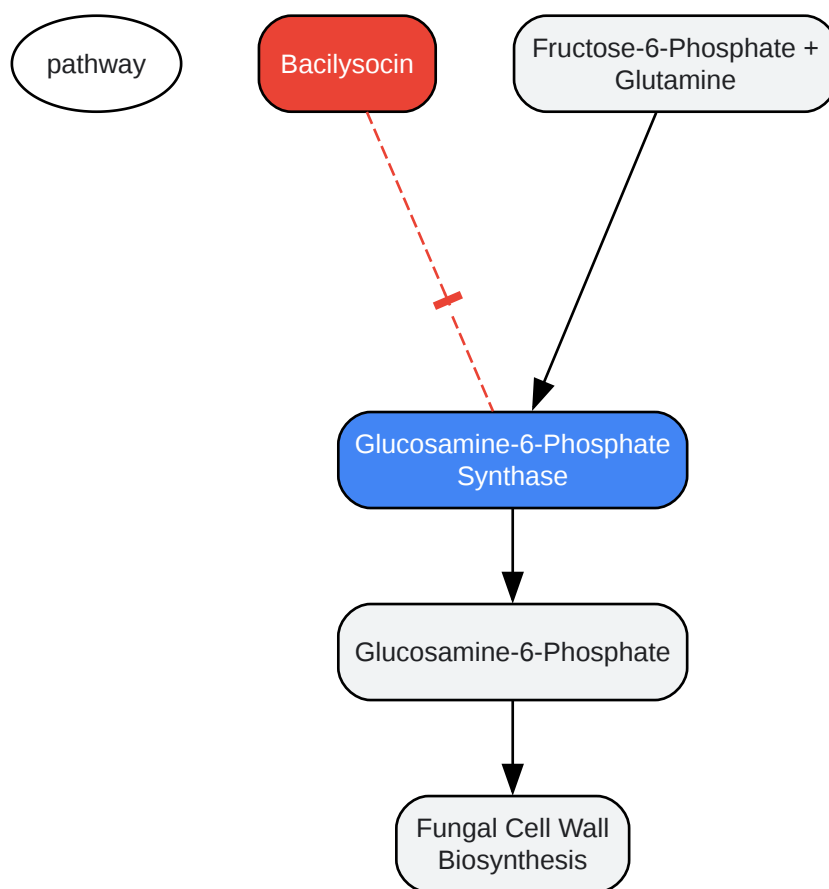 pathway
Bacilysocin
Fructose-6-Phosphate +
Glutamine
Glucosamine-6-Phosphate
Synthase
Glucosamine-6-Phosphate
Fungal Cell Wall
Biosynthesis